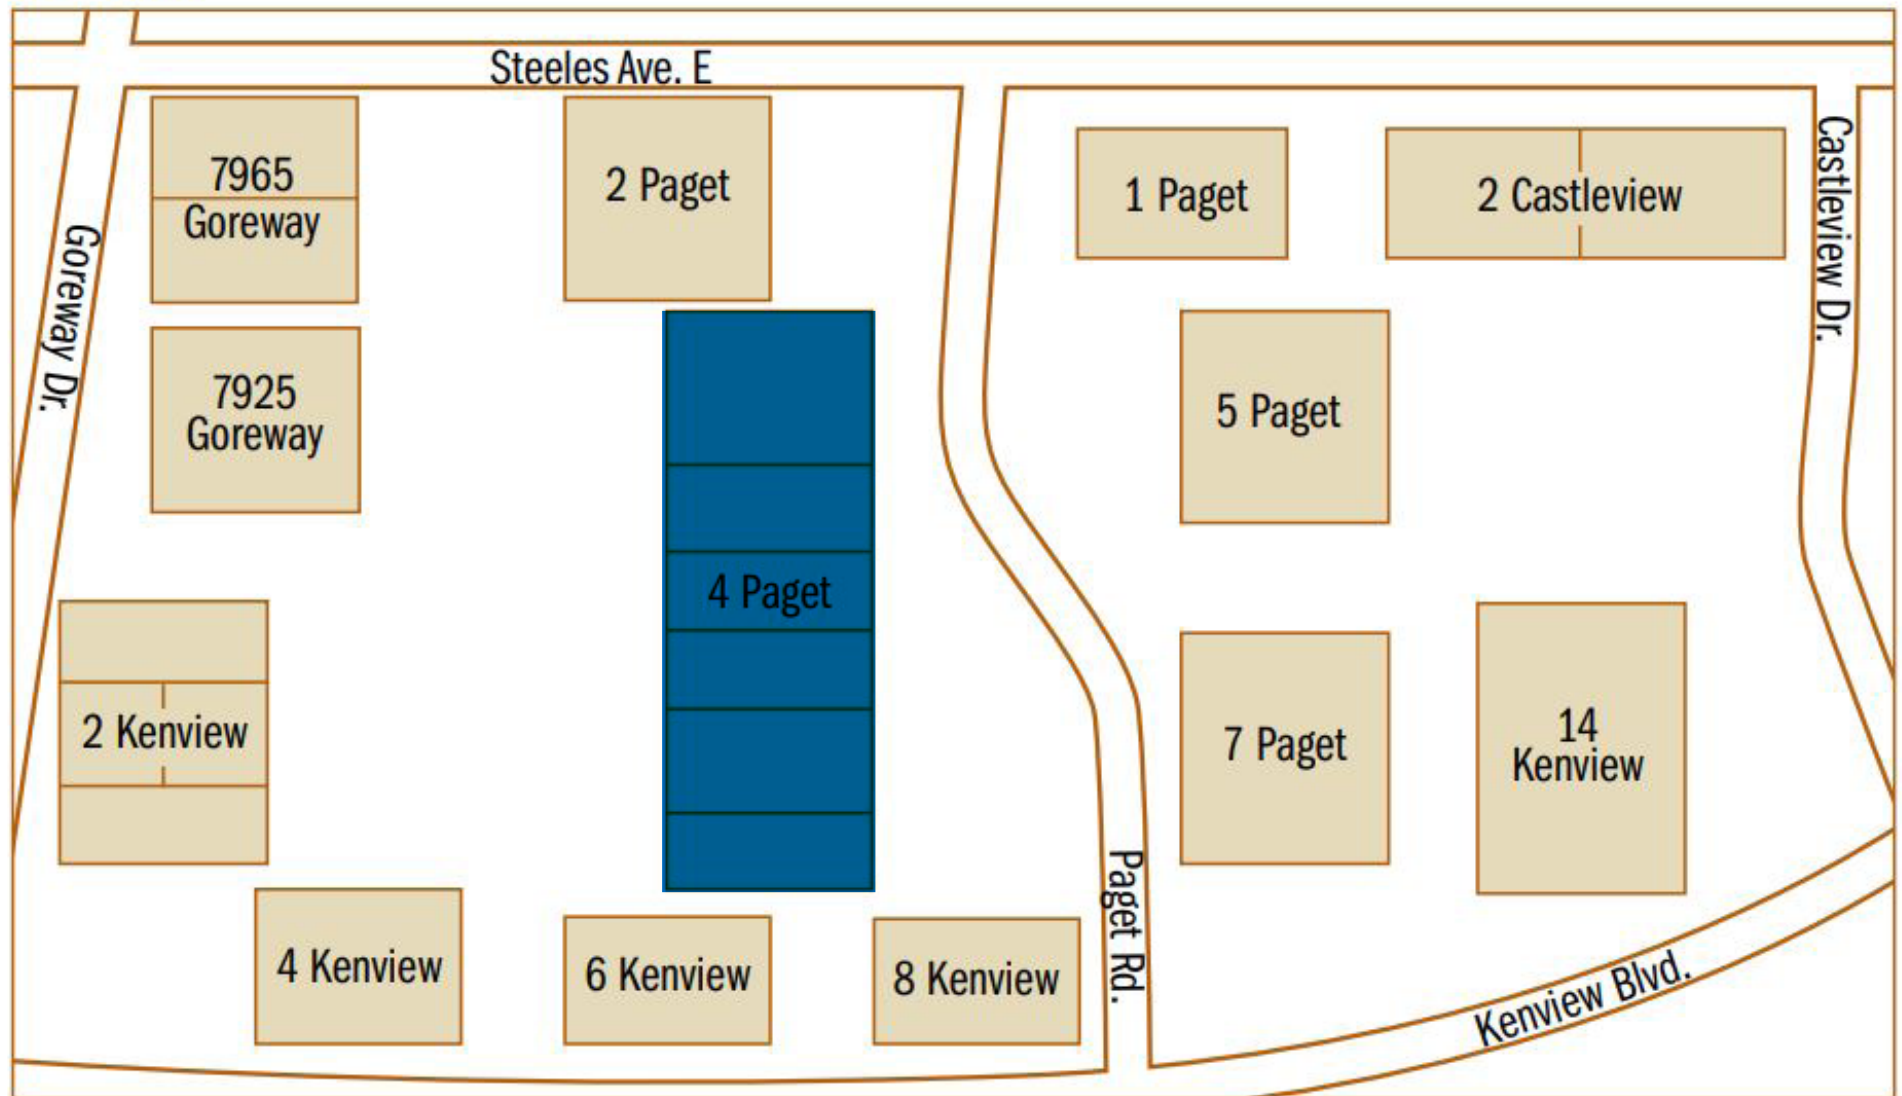 Steeles Ave. E
Goreway Dr.
7965
Goreway
2 Paget
1 Paget
2 Castleview
Castleview Dr.
7925
Goreway
4 Paget
5 Paget
2 Kenview
7 Paget
14
Kenview
4 Kenview
6 Kenview
8 Kenview
Paget Rd.
Kenview Blvd.